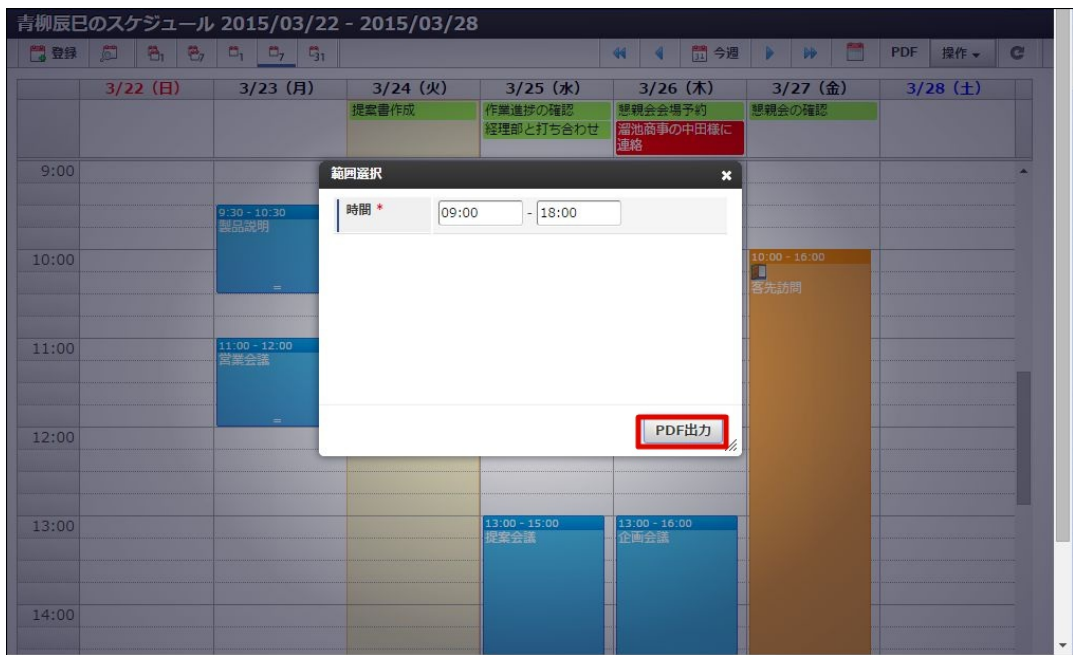 青柳辰巳のスケジュール 2015/03/22 - 2015/03/28
登録 1 7 1 7 31 11 今週 PDF 操作
3/22 (日) 3/23 (月) 3/24 (火) 3/25 (水) 3/26 (木) 3/27 (金) 3/28 (土)
提案書作成 作業進捗の確認 懇親会会場予約 懇親会の確認
経理部と打ち合わせ 溜池商事の中田様に
連絡
範囲選択
時間 * 09:00 - 18:00
PDF出力
9:00
9:30 - 10:30
製品説明
10:00
10:00 - 16:00
客先訪問
11:00
11:00 - 12:00
営業会議
12:00
13:00
13:00 - 15:00
提案会議
13:00 - 16:00
企画会議
14:00